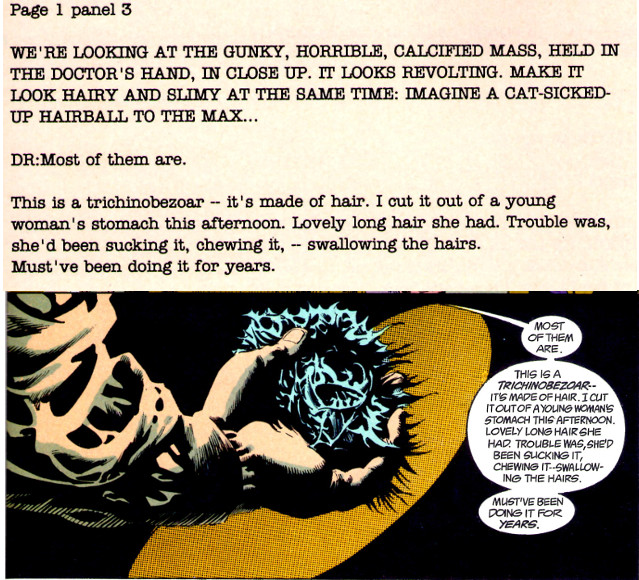 Page 1 panel 3
WE'RE LOOKING AT THE GUNKY, HORRIBLE, CALCIFIED MASS, HELD IN
THE DOCTOR'S HAND, IN CLOSE UP. IT LOOKS REVOLTING. MAKE IT
LOOK HAIRY AND SLIMY AT THE SAME TIME: IMAGINE A CAT-SICKED-
UP HAIRBALL TO THE MAX...
DR:Most of them are.
This is a trichinobezoar -- it's made of hair. I cut it out of a young
woman's stomach this afternoon. Lovely long hair she had. Trouble was,
she'd been sucking it, chewing it, -- swallowing the hairs.
Must've been doing it for years.
MOST
OF THEM
ARE.
THIS IS A
TRICHINOBEZOAR--
IT'S MADE OF HAIR. I CUT
IT OUT OF A YOUNG WOMAN'S
STOMACH THIS AFTERNOON.
LOVELY LONG HAIR SHE
HAD. TROUBLE WAS, SHE'D
BEEN SUCKING IT,
CHEWING IT--SWALLOW-
ING THE HAIRS.
MUST'VE BEEN
DOING IT FOR
YEARS.